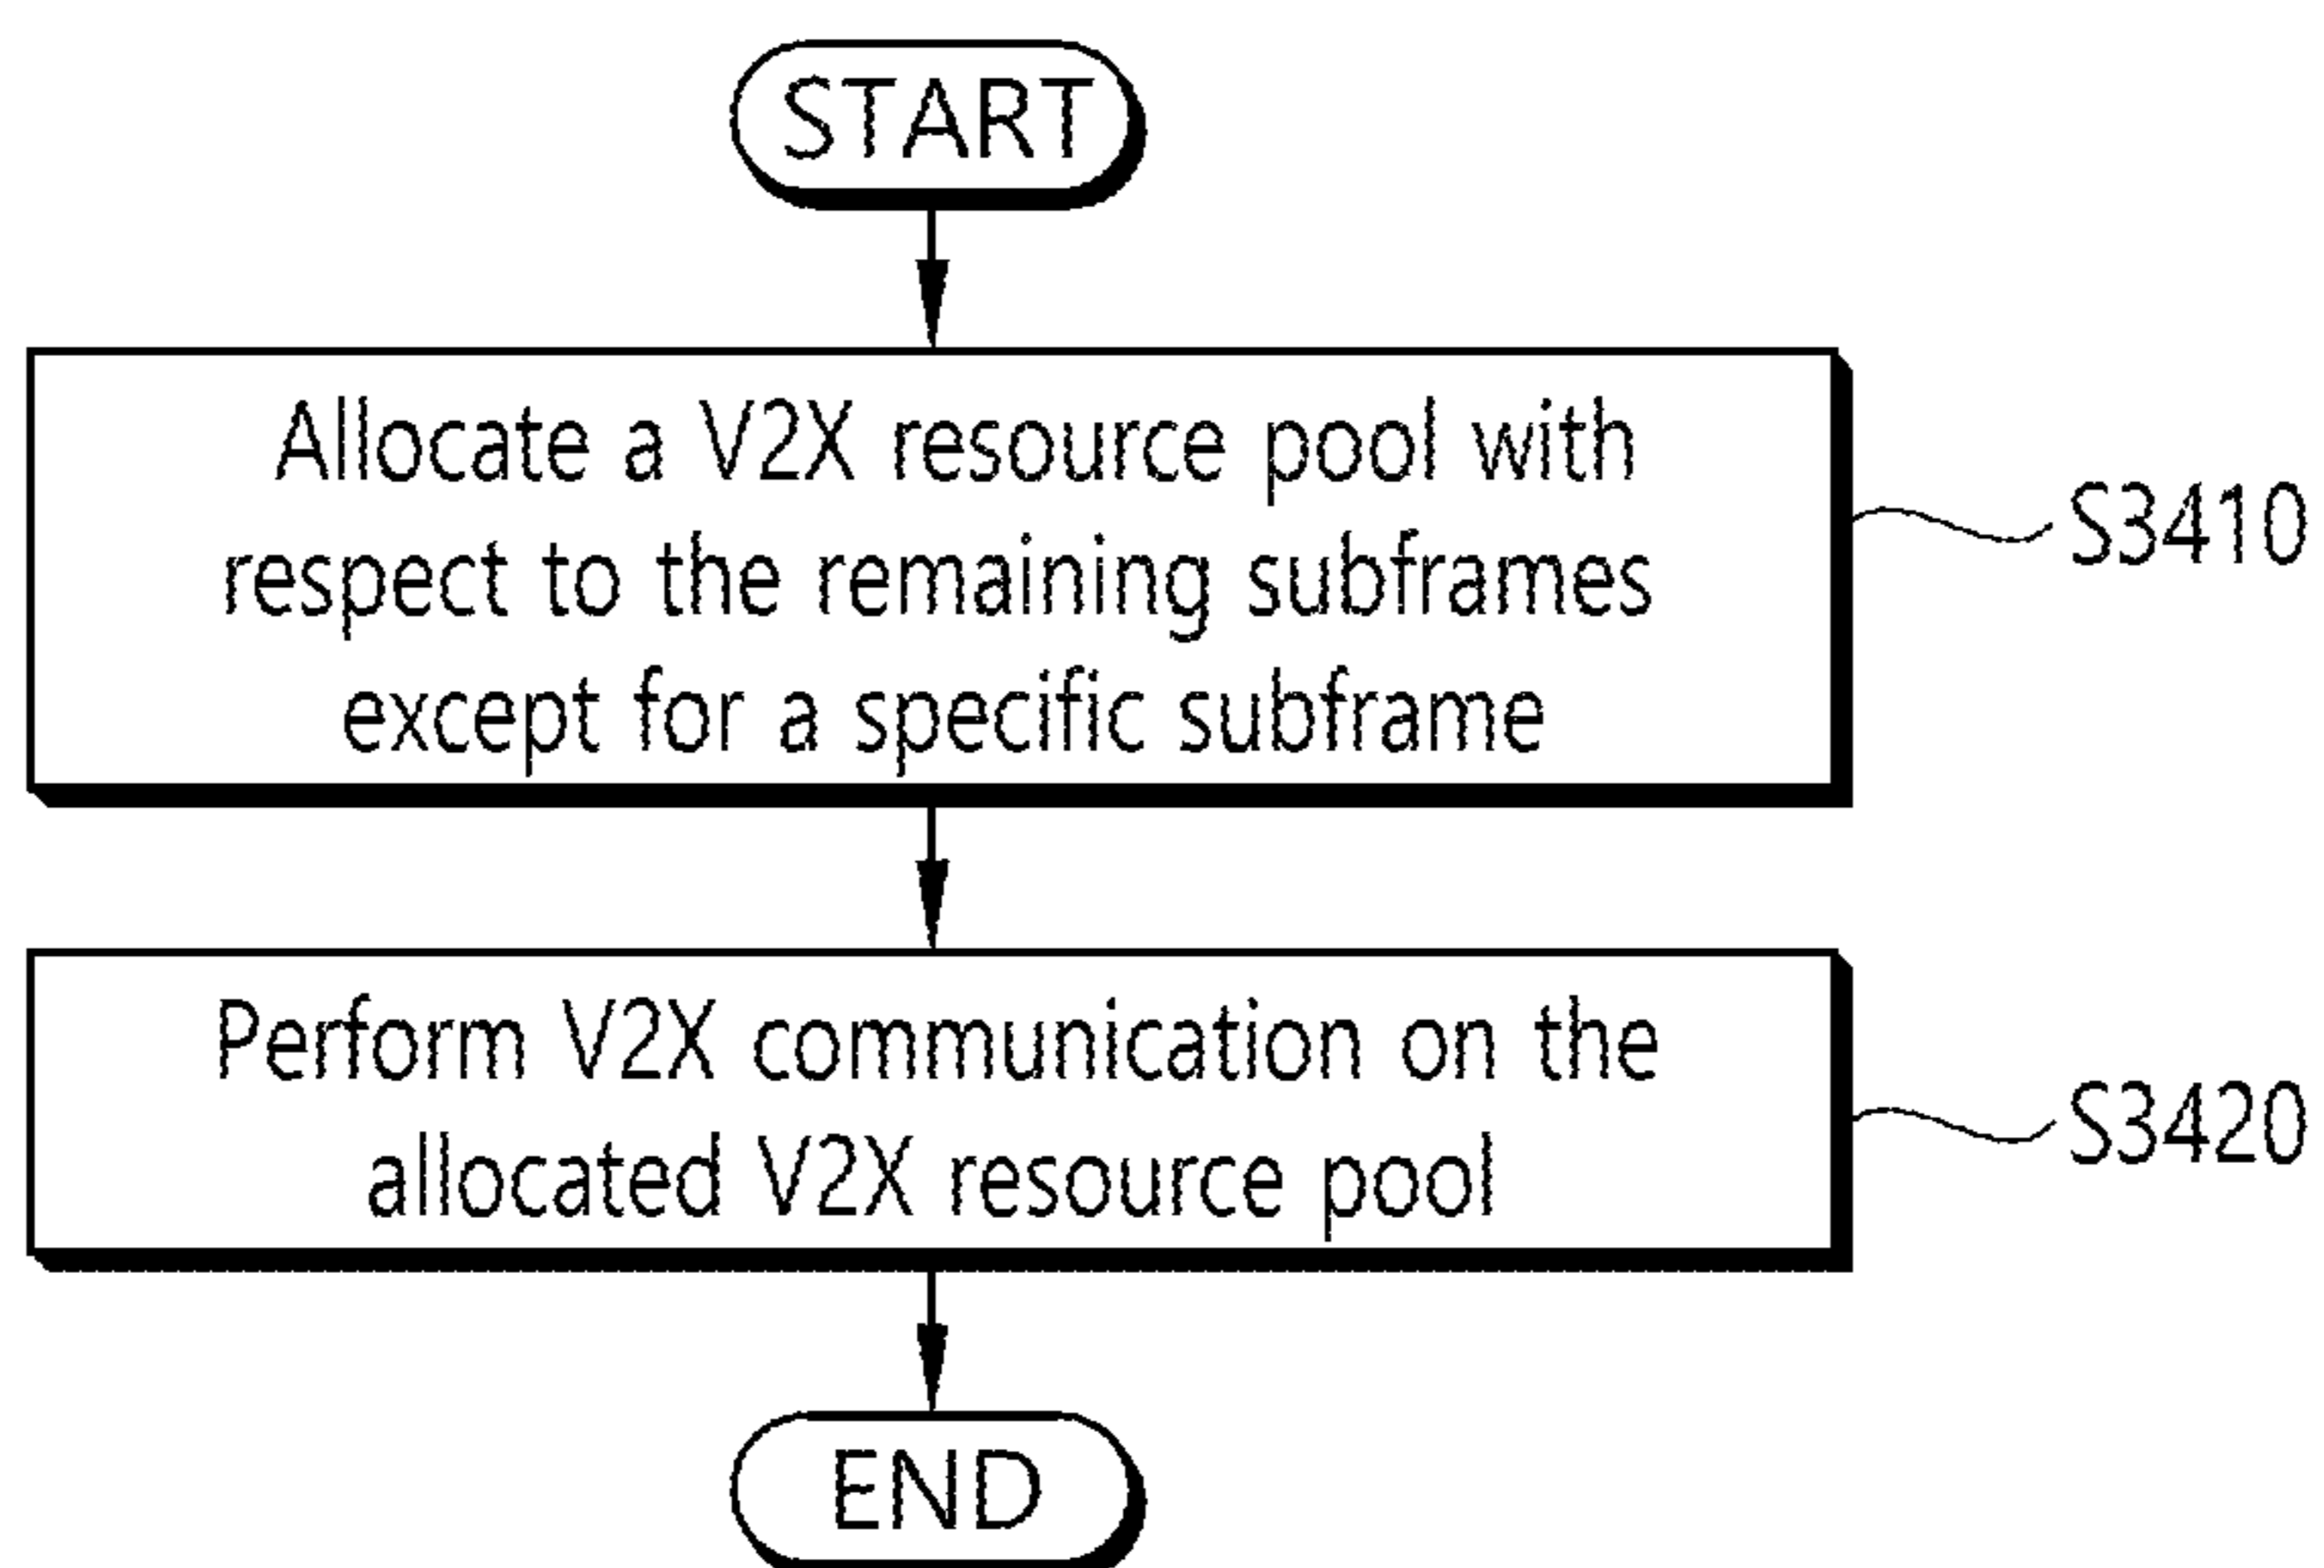 START
Allocate a V2X resource pool with
respect to the remaining subframes
except for a specific subframe
S3410
Perform V2X communication on the
allocated V2X resource pool
S3420
END